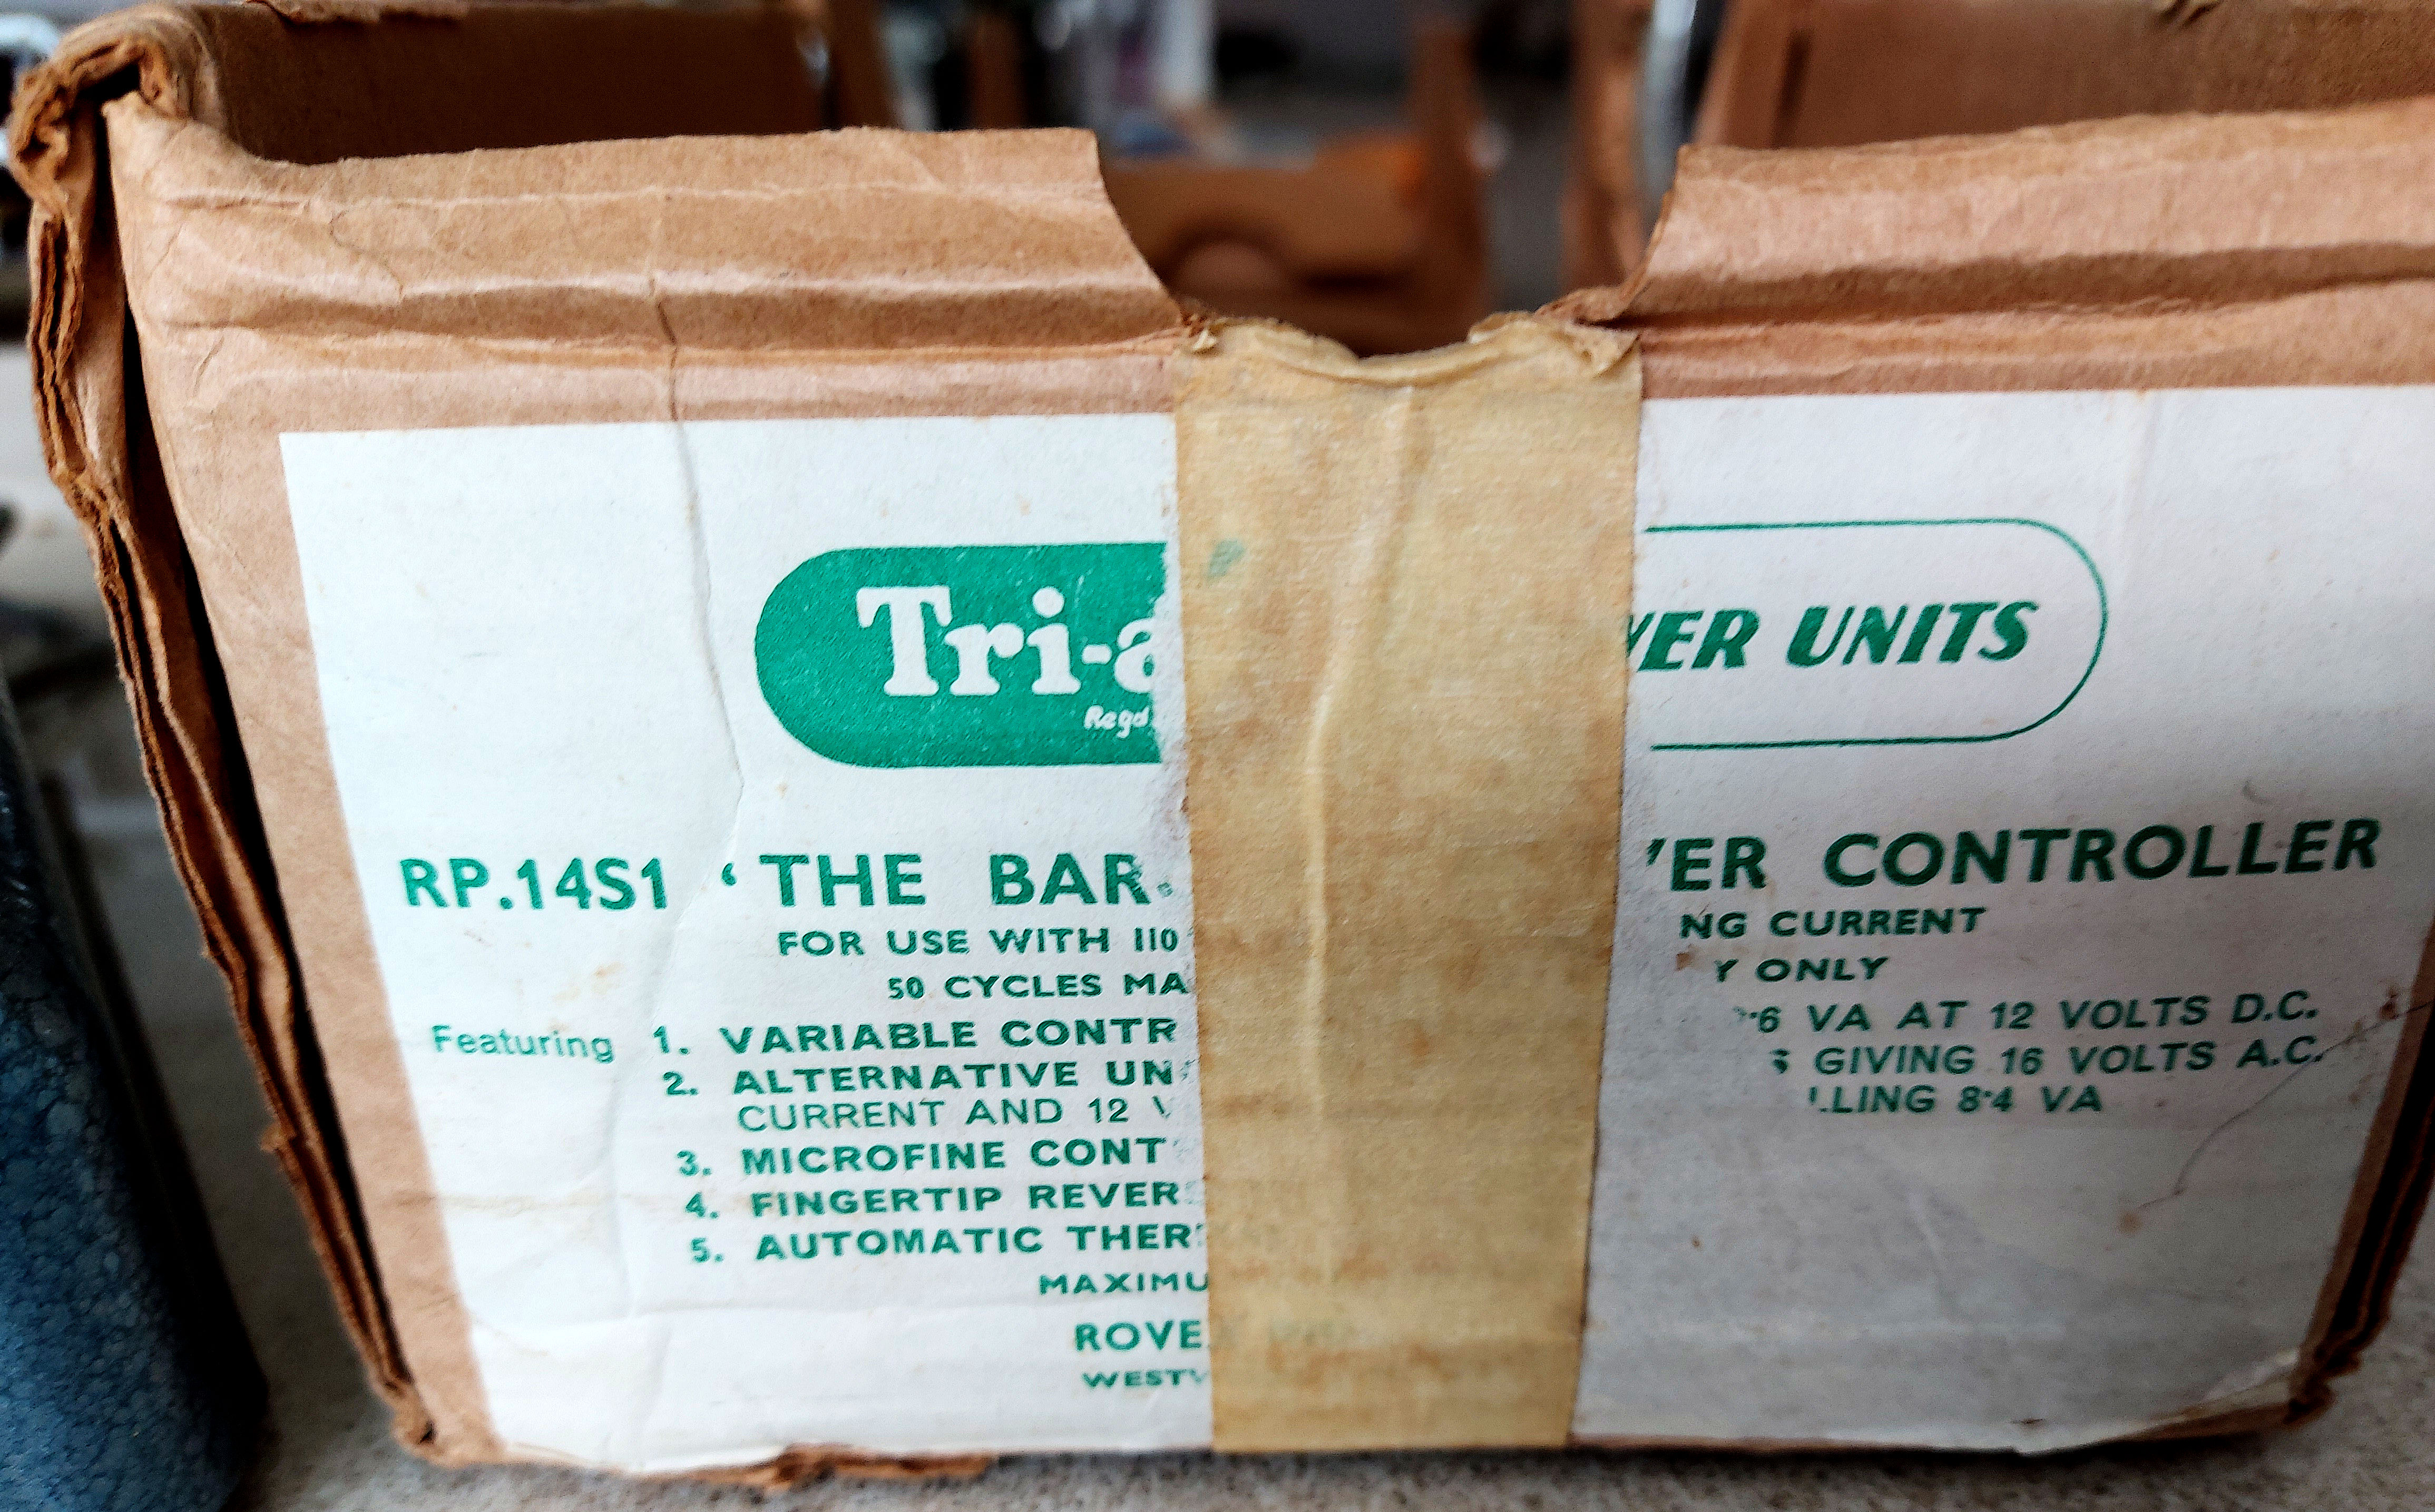 Tri-a
Regd.
ER UNITS
RP.14S1 ‘THE BAR
ER CONTROLLER
FOR USE WITH 110
NG CURRENT
50 CYCLES MA
Y ONLY
Featuring 1. VARIABLE CONTR
6 VA AT 12 VOLTS D.C.
2. ALTERNATIVE UN
S GIVING 16 VOLTS A.C.
CURRENT AND 12 V
LLING 8·4 VA
3. MICROFINE CONT
4. FINGERTIP REVER
5. AUTOMATIC THER
MAXIMU
ROVE
WESTW